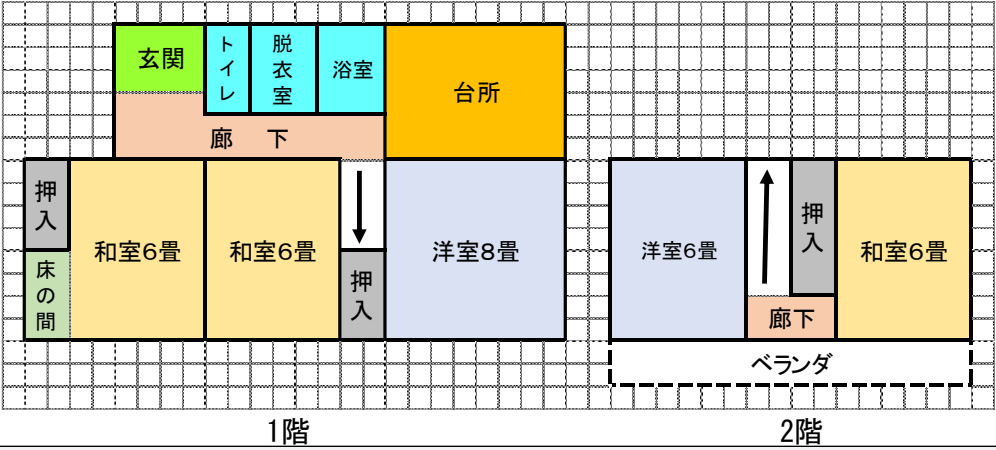 玄関
トイレ
脱衣室
浴室
台所
廊 下
押入
床の間
和室6畳
和室6畳
押入
洋室8畳
洋室6畳
押入
和室6畳
廊下
ベランダ
1階
2階